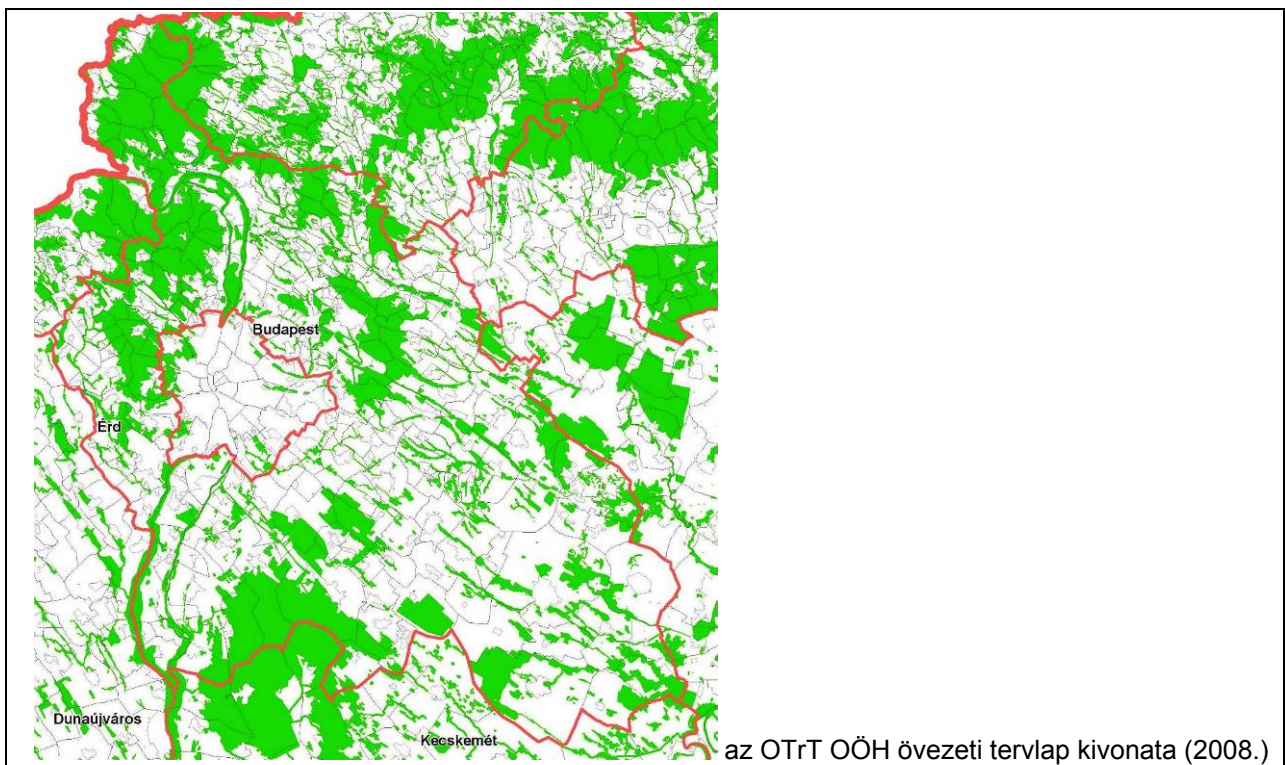 Budapest
Érd
Dunaújváros
Kecskemét
az OTrT OÖH övezeti tervlap kivonata (2008.)